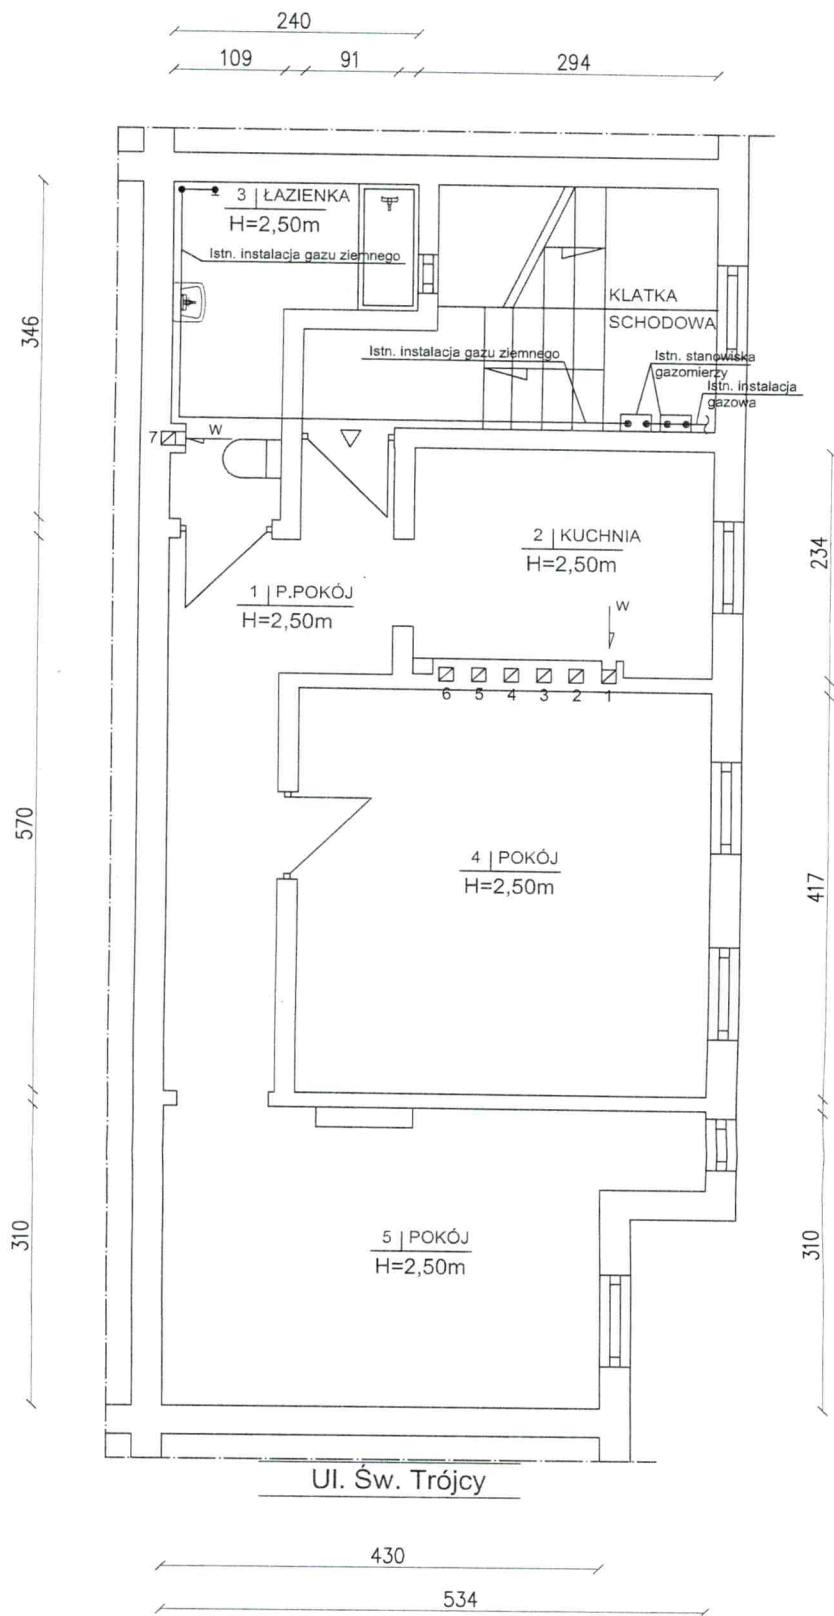 240
109
91
294
3 ŁAZIENKA
H=2,50m
Istn. instalacja gazu ziemnego
KLATKA
SCHODOWA
346
Istn. instalacja gazu ziemnego
Istn. stanowiska
gazomierzy
Istn. instalacja
gazowa
7
W
2 KUCHNIA
H=2,50m
234
1 P.POKÓJ
H=2,50m
W
6 5 4 3 2 1
570
4 POKÓJ
H=2,50m
417
310
5 POKÓJ
H=2,50m
310
Ul. Św. Trójcy
430
534